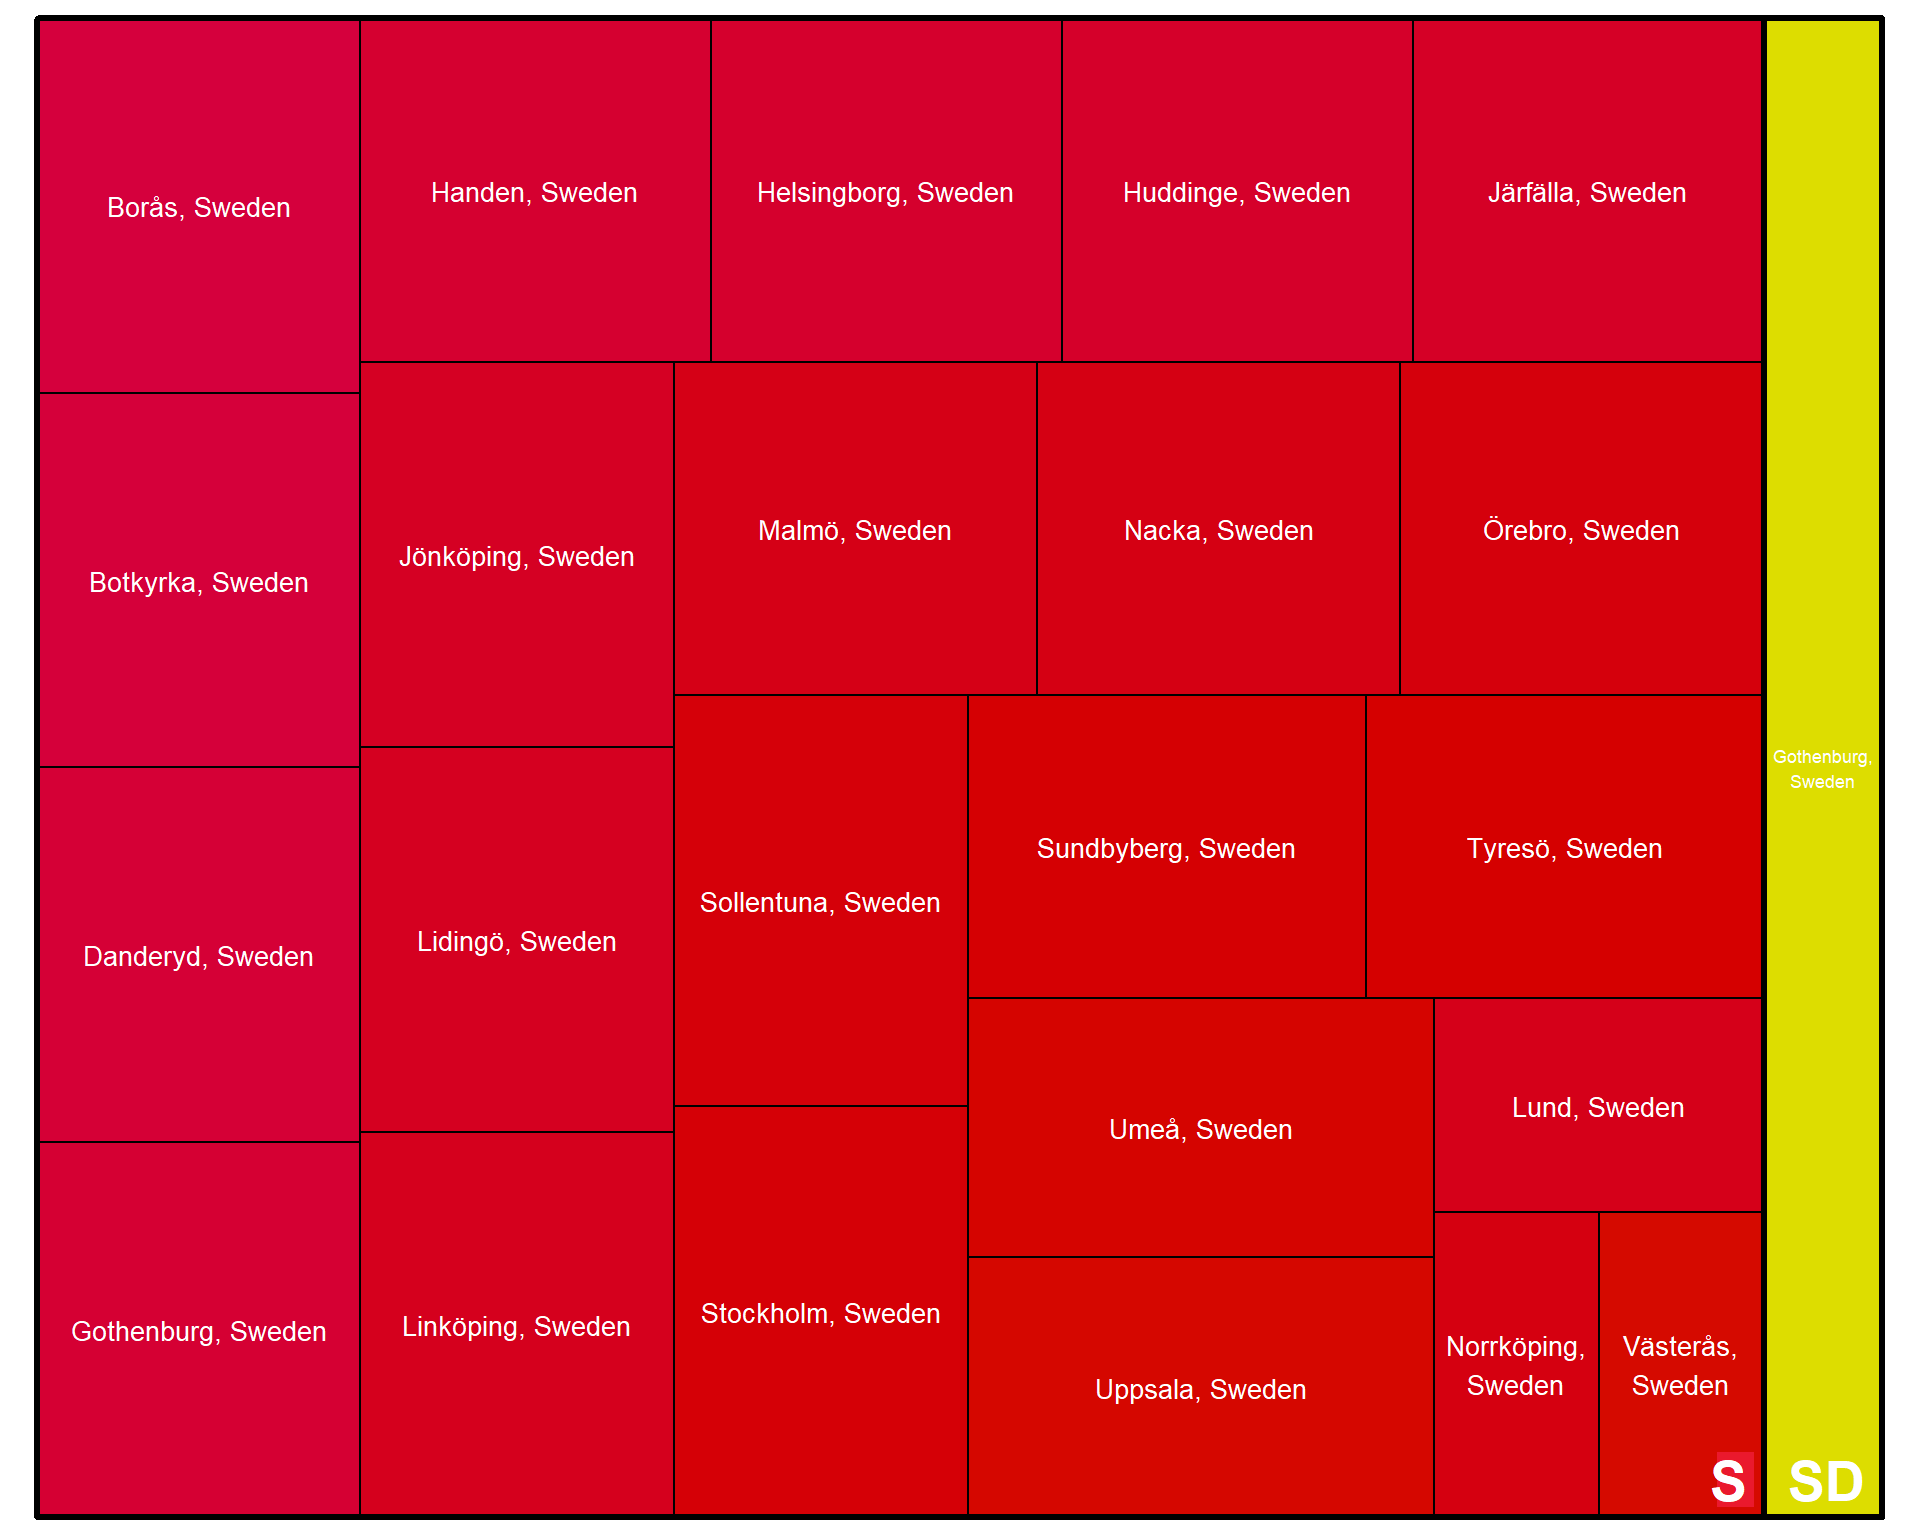 Borås, Sweden
Handen, Sweden
Helsingborg, Sweden
Huddinge, Sweden
Järfälla, Sweden
Botkyrka, Sweden
Jönköping, Sweden
Malmö, Sweden
Nacka, Sweden
Örebro, Sweden
Danderyd, Sweden
Lidingö, Sweden
Sollentuna, Sweden
Sundbyberg, Sweden
Tyresö, Sweden
Gothenburg, Sweden
Linköping, Sweden
Stockholm, Sweden
Umeå, Sweden
Lund, Sweden
Uppsala, Sweden
Norrköping,
Sweden
Västerås,
Sweden
S
Gothenburg,
Sweden
SD